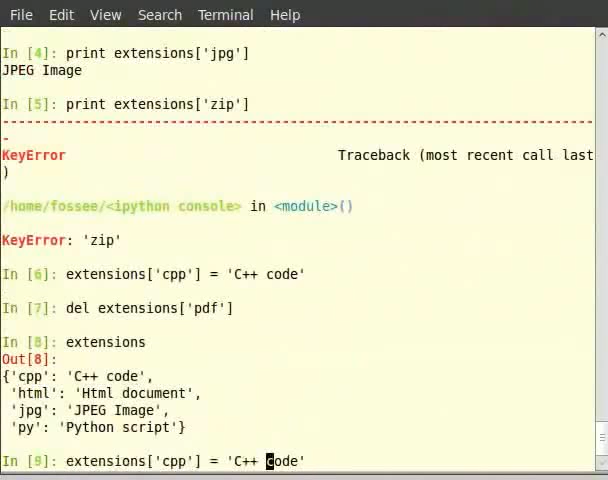 File Edit View Search Terminal Help
In [4]: print extensions['jpg']
JPEG Image
In [5]: print extensions['zip']
---------------------------------------------------------------------------
-
KeyError                                  Traceback (most recent call last
)
/home/fossee/<ipython console> in <module>()
KeyError: 'zip'
In [6]: extensions['cpp'] = 'C++ code'
In [7]: del extensions['pdf']
In [8]: extensions
Out[8]:
{'cpp': 'C++ code',
 'html': 'Html document',
 'jpg': 'JPEG Image',
 'py': 'Python script'}
In [9]: extensions['cpp'] = 'C++ code'